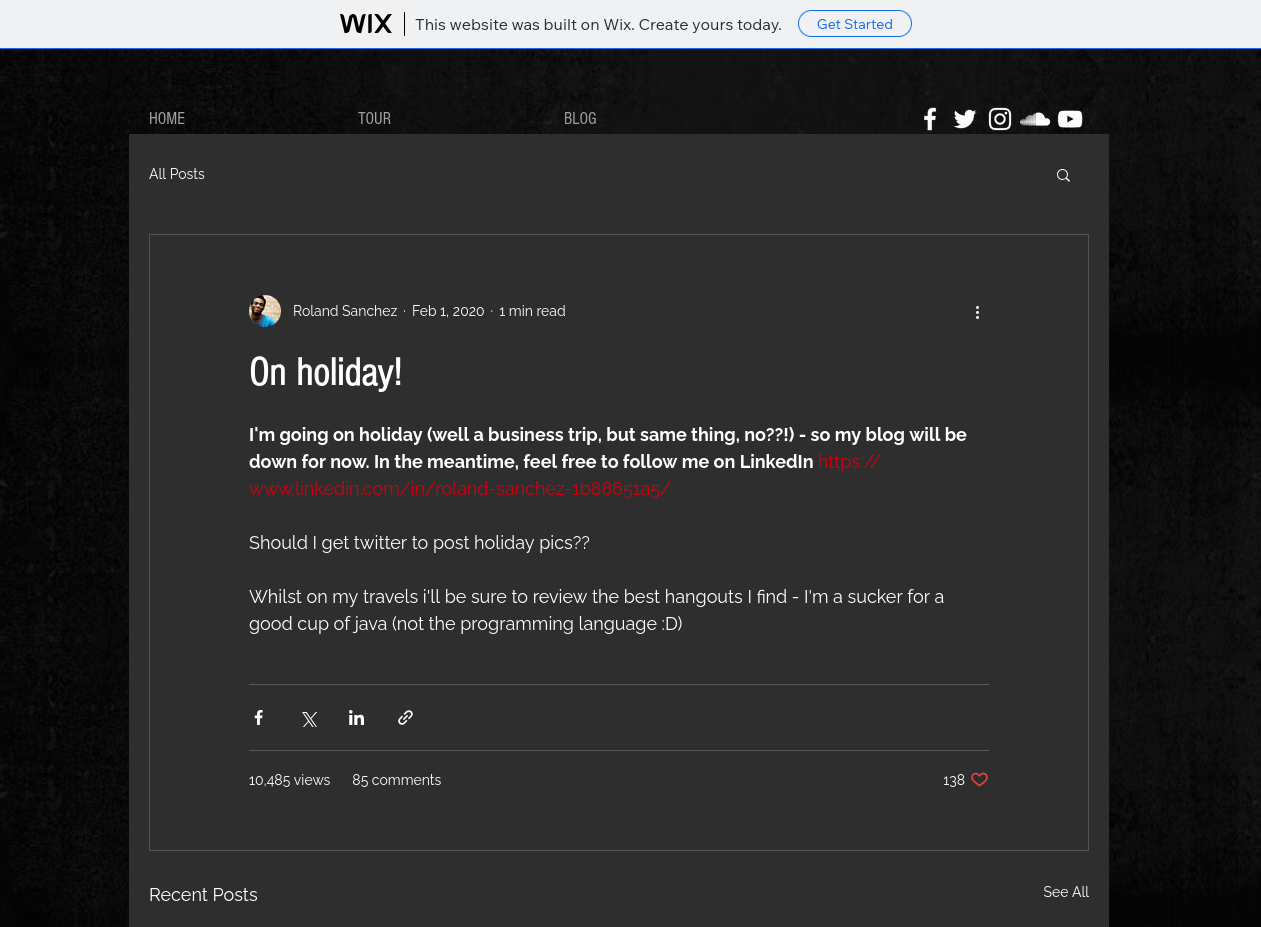 WIX
This website was built on Wix. Create yours today.
Get Started
HOME
TOUR
BLOG
All Posts
Roland Sanchez · Feb 1, 2020 · 1 min read
On holiday!
I'm going on holiday (well a business trip, but same thing, no??!) - so my blog will be
down for now. In the meantime, feel free to follow me on LinkedIn https://
www.linkedin.com/in/roland-sanchez-1b88651a5/
Should I get twitter to post holiday pics??
Whilst on my travels i'll be sure to review the best hangouts I find - I'm a sucker for a
good cup of java (not the programming language :D)
10,485 views
85 comments
138
Recent Posts
See All